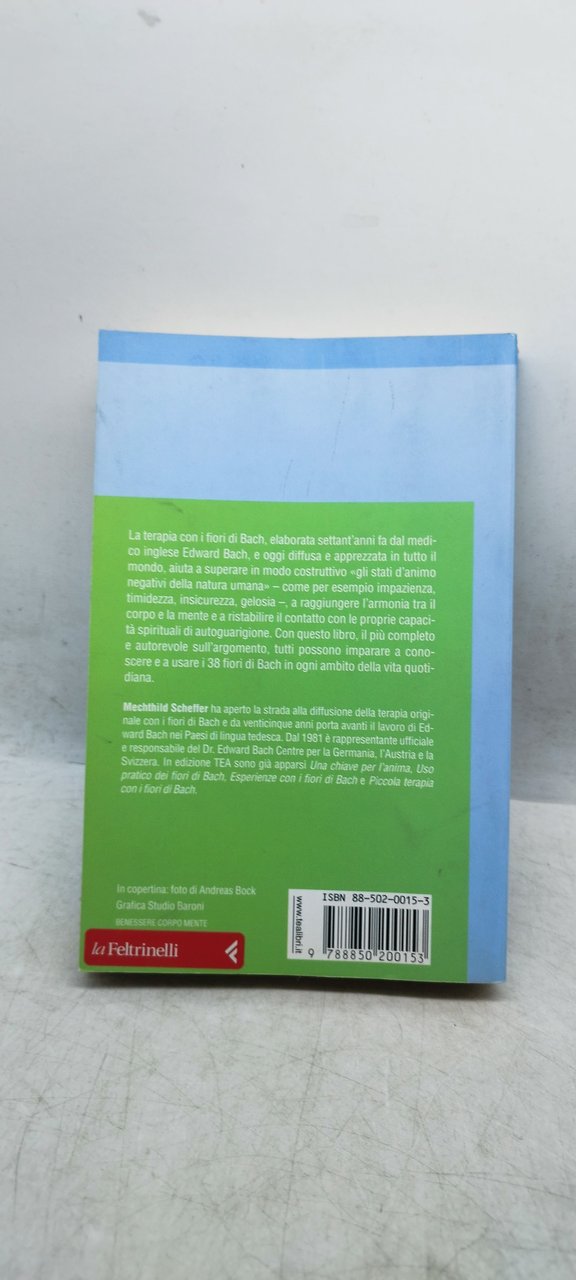 La terapia con i fiori di Bach, elaborata settant'anni fa dal medi-
co inglese Edward Bach, e oggi diffusa e apprezzata in tutto il
mondo, aiuta a superare in modo costruttivo «gli stati d'animo
negativi della natura umana» – come per esempio impazienza,
timidezza, insicurezza, gelosia –, a raggiungere l'armonia tra il
corpo e la mente e a ristabilire il contatto con le proprie capaci-
tà spirituali di autoguarigione. Con questo libro, il più completo
e autorevole sull'argomento, tutti possono imparare a cono-
scere e a usare i 38 fiori di Bach in ogni ambito della vita quoti-
diana.
Mechthild Scheffer ha aperto la strada alla diffusione della terapia origi-
nale con i fiori di Bach e da venticinque anni porta avanti il lavoro di Ed-
ward Bach nei Paesi di lingua tedesca. Dal 1981 è rappresentante ufficiale
e responsabile del Dr. Edward Bach Centre per la Germania, l'Austria e la
Svizzera. In edizione TEA sono già apparsi Una chiave per l'anima, Uso
pratico dei fiori di Bach, Esperienze con i fiori di Bach e Piccola terapia
con i fiori di Bach.
In copertina: foto di Andreas Bock
Grafica Studio Baroni
BENESSERE CORPO MENTE
la Feltrinelli
www.tealibri.it
ISBN 88-502-0015-3
9 788850 200153